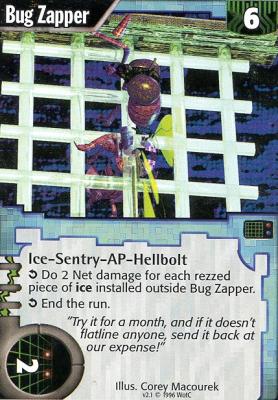 Bug Zapper
6
Ice-Sentry-AP-Hellbolt
Do 2 Net damage for each rezzed
piece of ice installed outside Bug Zapper.
End the run.
"Try it for a month, and if it doesn't
flatline anyone, send it back at
our expense!"
2
Illus. Corey Macourek
v2.1 © 1996 WotC